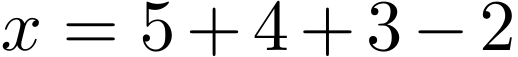 x = 5 + 4 + 3 − 2